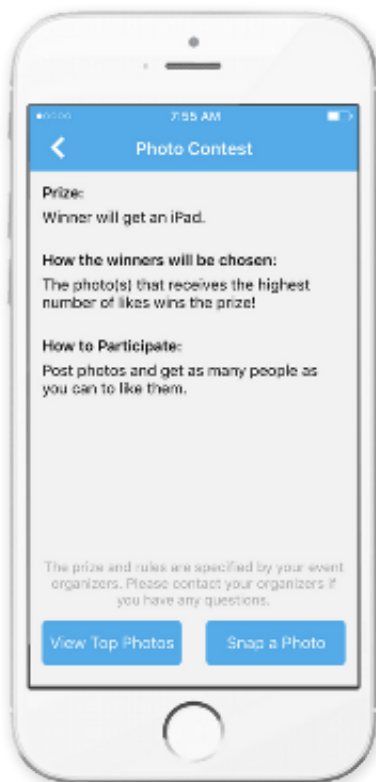 7:55 AM
Photo Contest
Prize:
Winner will get an iPad.
How the winners will be chosen:
The photo(s) that receives the highest
number of likes wins the prize!
How to Participate:
Post photos and get as many people as
you can to like them.
The prize and rules are specified by your event
organizers. Please contact your organizers if
you have any questions.
View Top Photos
Snap a Photo